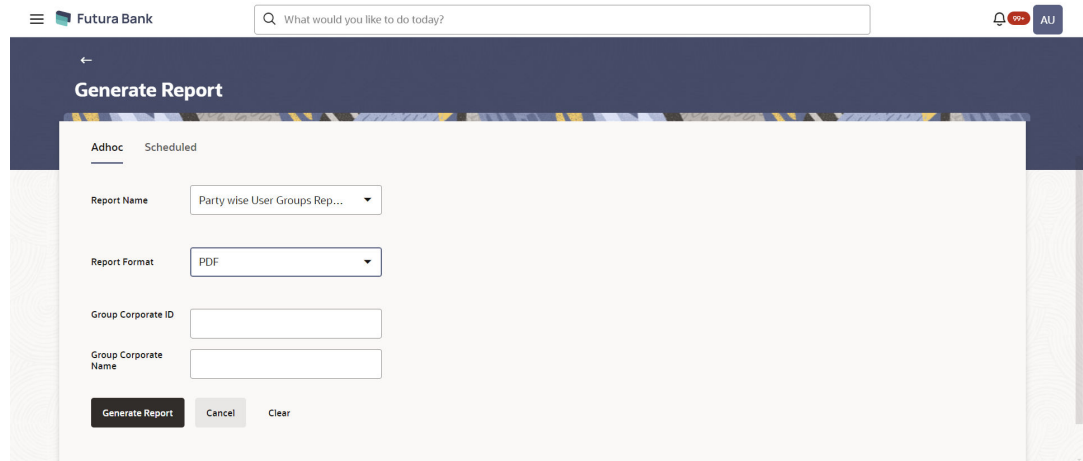 Futura Bank
What would you like to do today?
99+
AU
Generate Report
Adhoc
Scheduled
Report Name
Party wise User Groups Rep...
Report Format
PDF
Group Corporate ID
Group Corporate
Name
Generate Report
Cancel
Clear